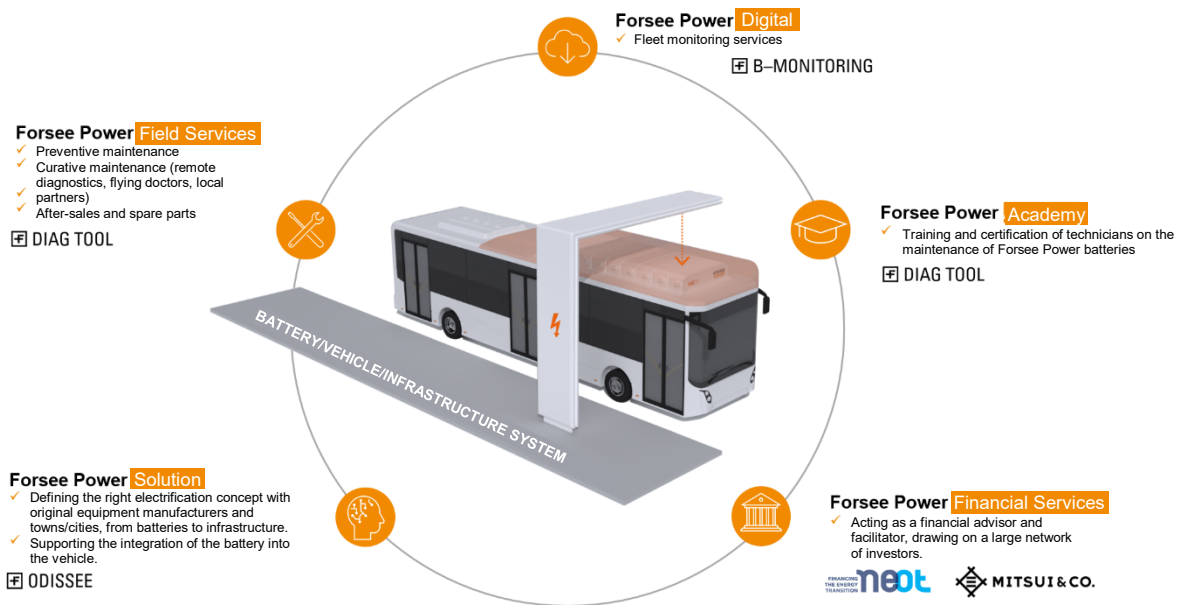 Forsee Power Digital
Fleet monitoring services
B–MONITORING
Forsee Power Field Services
Preventive maintenance
Curative maintenance (remote
diagnostics, flying doctors, local
partners)
After-sales and spare parts
DIAG TOOL
Forsee Power Academy
Training and certification of technicians on the
maintenance of Forsee Power batteries
DIAG TOOL
BATTERY/VEHICLE/INFRASTRUCTURE SYSTEM
Forsee Power Solution
Defining the right electrification concept with
original equipment manufacturers and
towns/cities, from batteries to infrastructure.
Supporting the integration of the battery into
the vehicle.
ODISSEE
Forsee Power Financial Services
Acting as a financial advisor and
facilitator, drawing on a large network
of investors.
FINANCING
THE ENERGY
TRANSITION
neot
MITSUI & CO.